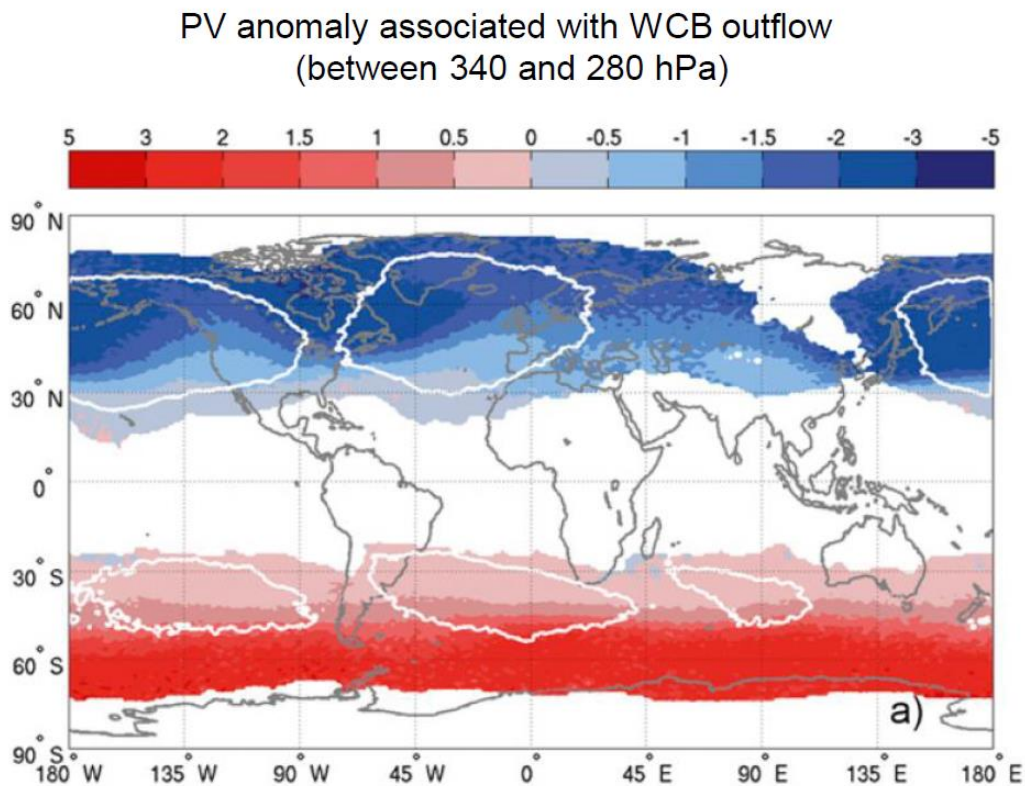 PV anomaly associated with WCB outflow
(between 340 and 280 hPa)
5 3 2 1.5 1 0.5 0 -0.5 -1 -1.5 -2 -3 -5
90° N
60° N
30° N
0°
30° S
60° S
a)
90° S
180° W 135° W 90° W 45° W 0° 45° E 90° E 135° E 180° E